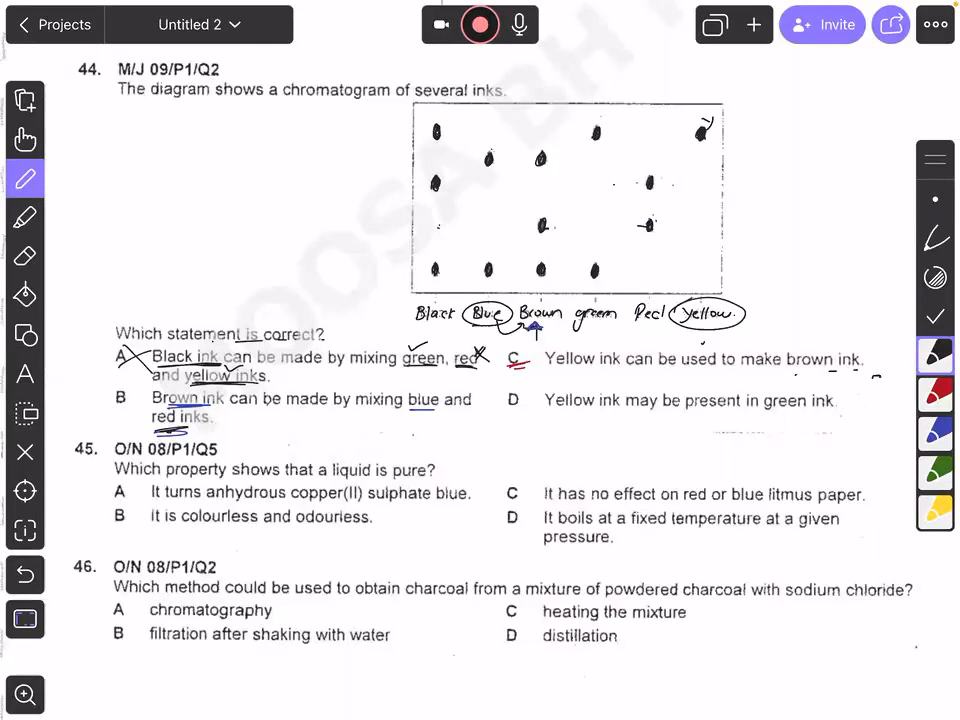 Projects
Untitled 2
Invite
44. M/J 09/P1/Q2
The diagram shows a chromatogram of several inks.
Black Blue Brown green Red yellow.
Which statement is correct?
A Black ink can be made by mixing green, red and yellow inks.
B Brown ink can be made by mixing blue and red inks.
C Yellow ink can be used to make brown ink.
D Yellow ink may be present in green ink.
45. O/N 08/P1/Q5
Which property shows that a liquid is pure?
A It turns anhydrous copper(II) sulphate blue.
B It is colourless and odourless.
C It has no effect on red or blue litmus paper.
D It boils at a fixed temperature at a given
pressure.
46. O/N 08/P1/Q2
Which method could be used to obtain charcoal from a mixture of powdered charcoal with sodium chloride?
A chromatography
B filtration after shaking with water
C heating the mixture
D distillation